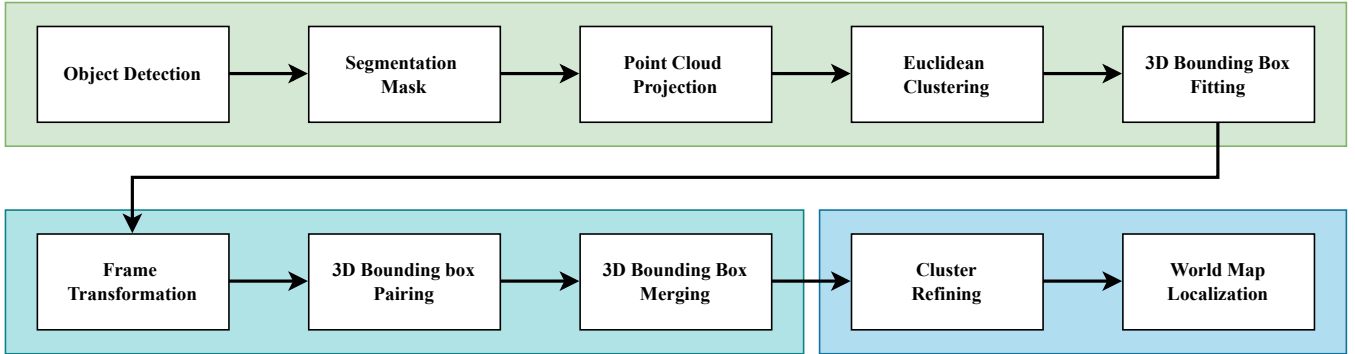 Object Detection
Segmentation
Mask
Point Cloud
Projection
Euclidean
Clustering
3D Bounding Box
Fitting
Frame
Transformation
3D Bounding box
Pairing
3D Bounding Box
Merging
Cluster
Refining
World Map
Localization